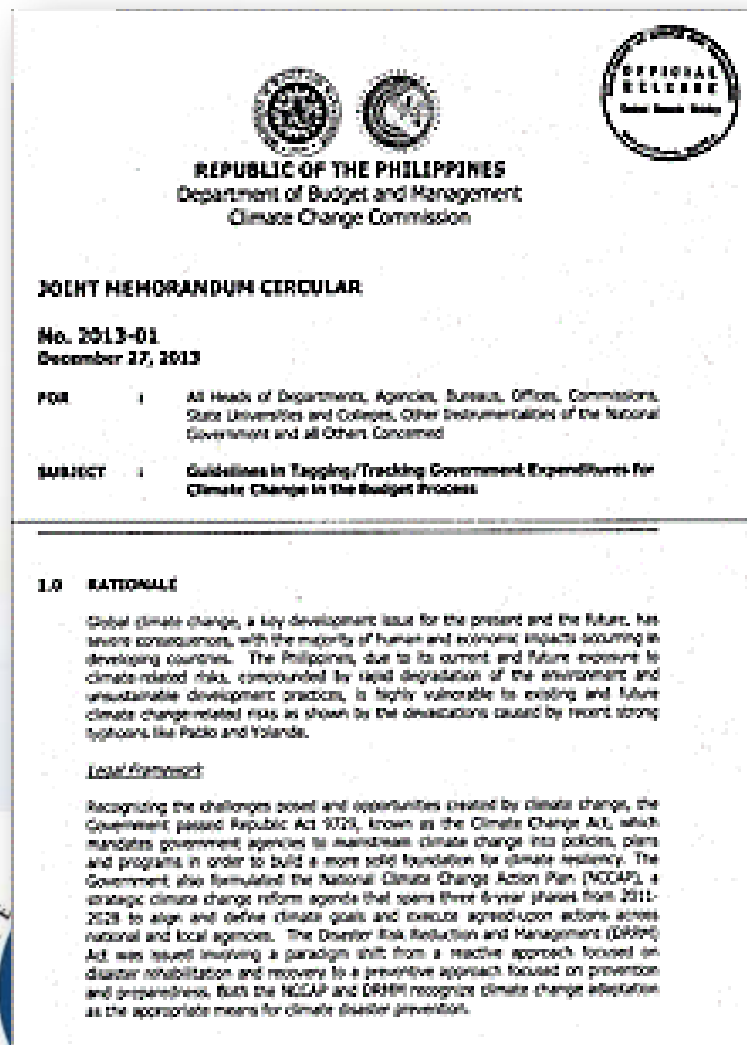 OFFICIAL
RELEASE
REPUBLIC OF THE PHILIPPINES
Department of Budget and Management
Climate Change Commission
JOINT MEMORANDUM CIRCULAR
No. 2013-01
December 27, 2013
FOR : All Heads of Departments, Agencies, Bureaus, Offices, Commissions,
State Universities and Colleges, Other Instrumentalities of the National
Government and all Others Concerned
SUBJECT : Guidelines in Tagging/Tracking Government Expenditures for
Climate Change in the Budget Process
1.0 RATIONALE
Global climate change, a key development issue for the present and the future, has
severe consequences, with the majority of human and economic impacts occurring in
developing countries. The Philippines, due to its current and future exposure to
climate-related risks, compounded by rapid degradation of the environment and
unsustainable development practices, is highly vulnerable to existing and future
climate change-related risks as shown by the devastations caused by recent strong
typhoons like Pablo and Yolanda.
Legal Framework
Recognizing the challenges posed and opportunities created by climate change, the
Government passed Republic Act 9729, known as the Climate Change Act, which
mandates government agencies to mainstream climate change into policies, plans
and programs in order to build a more solid foundation for climate resiliency. The
Government also formulated the National Climate Change Action Plan (NCCAP), a
strategic climate change reform agenda that spans three 6-year phases from 2011-
2028 to align and define climate goals and execute agreed-upon actions across
national and local agencies. The Disaster Risk Reduction and Management (DRRM)
Act was issued involving a paradigm shift from a reactive approach focused on
disaster rehabilitation and recovery to a preventive approach focused on prevention
and preparedness. Both the NCCAP and DRRM recognize climate change adaptation
as the appropriate means for climate disaster prevention.